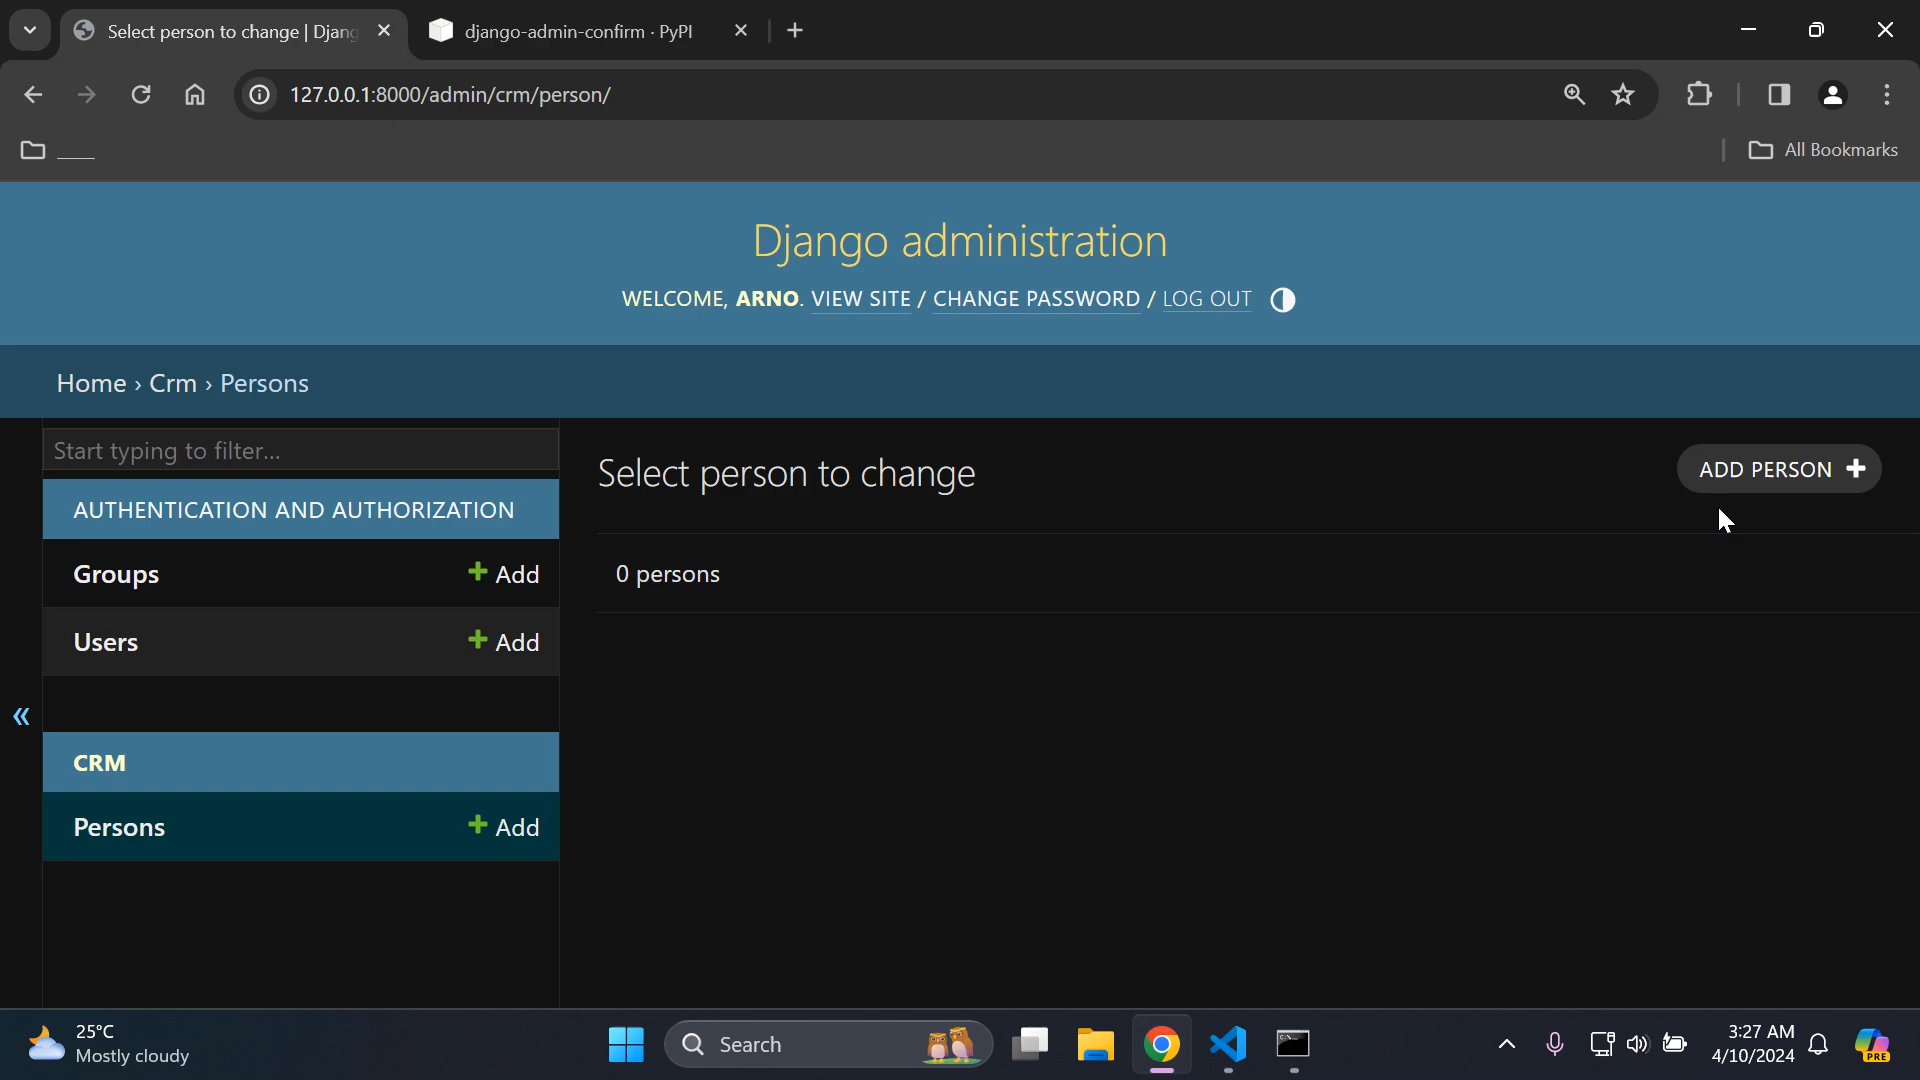 Select person to change | Djang
django-admin-confirm · PyPI
127.0.0.1:8000/admin/crm/person/
____
All Bookmarks
Django administration
WELCOME, ARNO. VIEW SITE / CHANGE PASSWORD / LOG OUT
Home › Crm › Persons
Start typing to filter...
AUTHENTICATION AND AUTHORIZATION
Groups + Add
Users + Add
«
CRM
Persons + Add
Select person to change
ADD PERSON +
0 persons
25°C
Mostly cloudy
Search
3:27 AM
4/10/2024
PRE